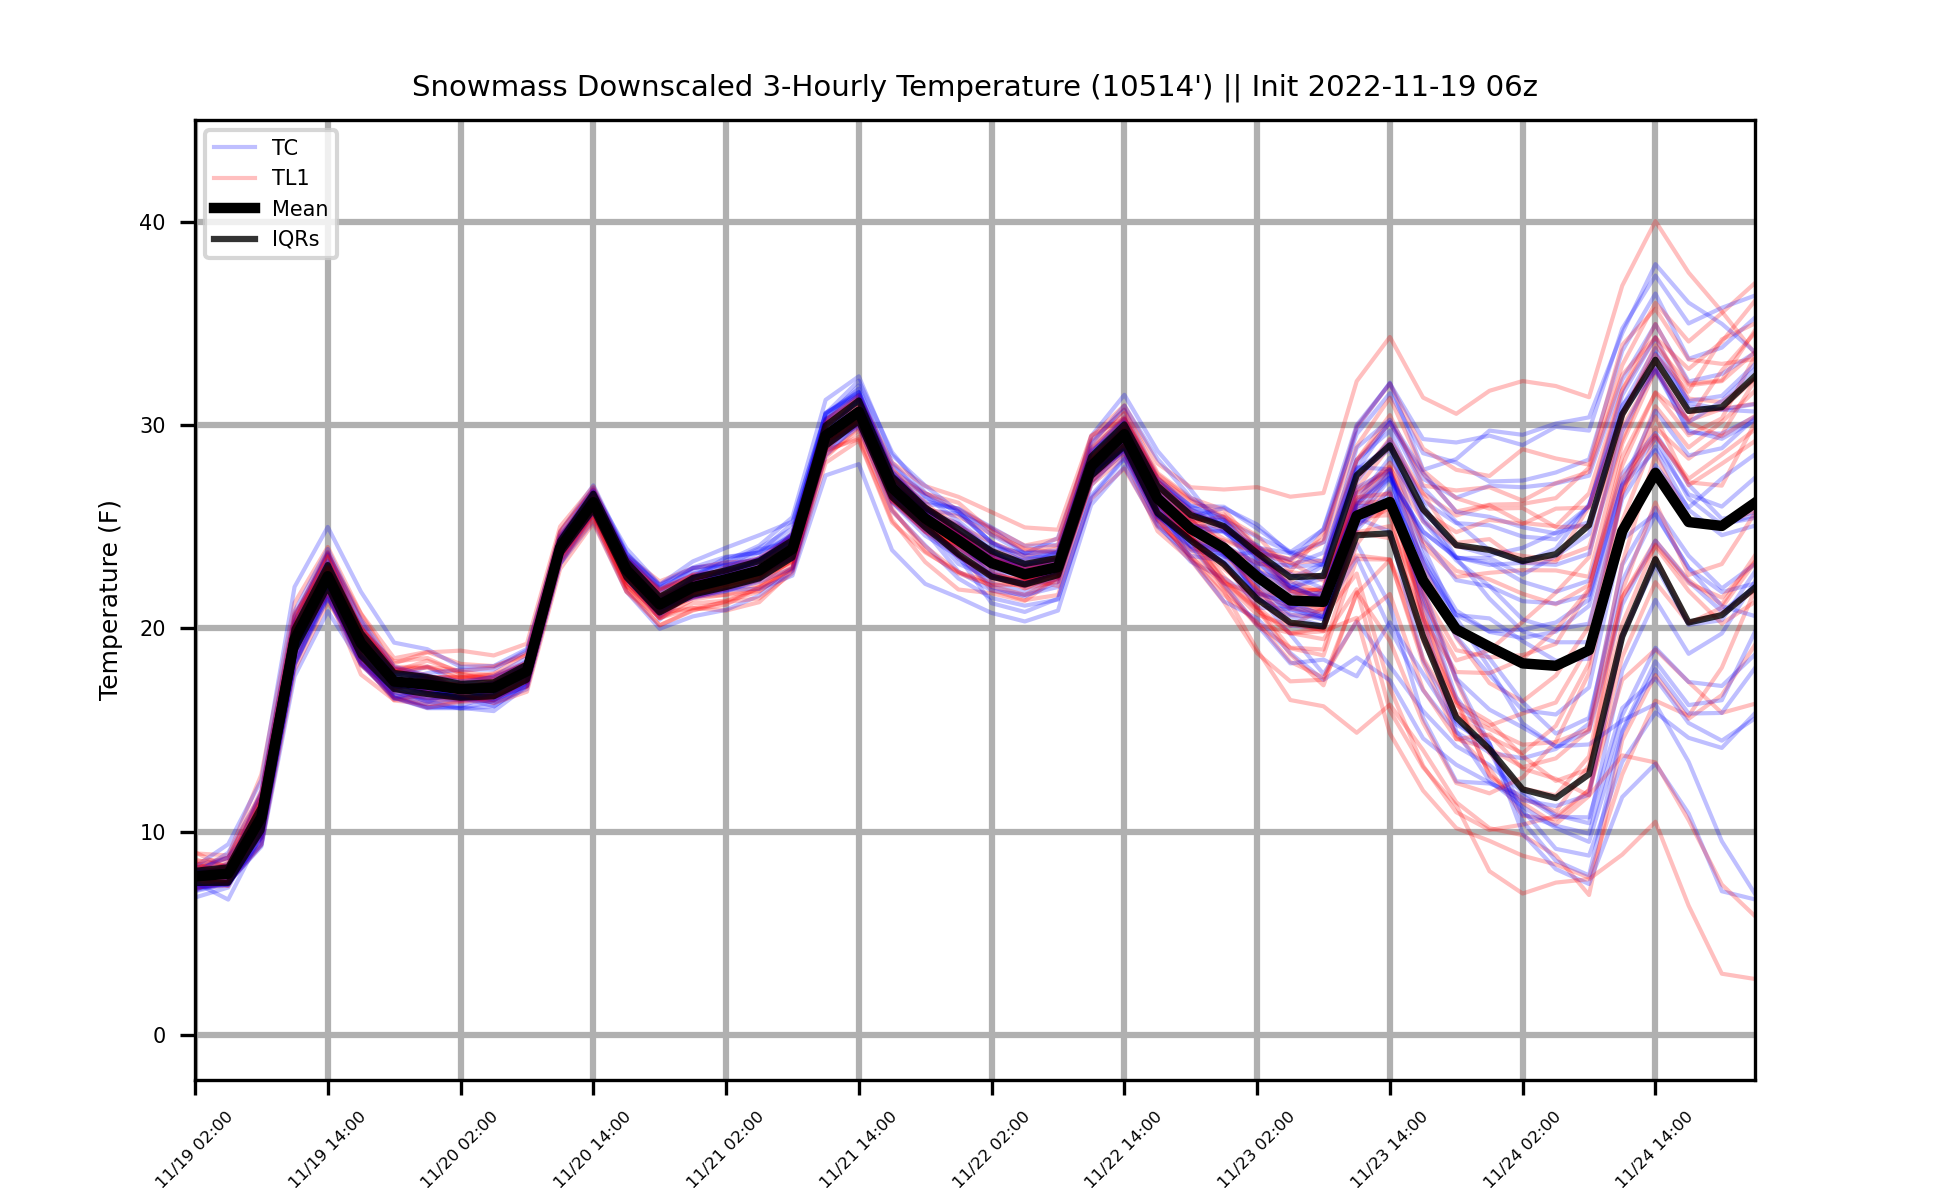 Snowmass Downscaled 3-Hourly Temperature (10514') || Init 2022-11-19 06z
TC
TL1
Mean
IQRs
Temperature (F)
40
30
20
10
0
11/19 02:00
11/19 14:00
11/20 02:00
11/20 14:00
11/21 02:00
11/21 14:00
11/22 02:00
11/22 14:00
11/23 02:00
11/23 14:00
11/24 02:00
11/24 14:00